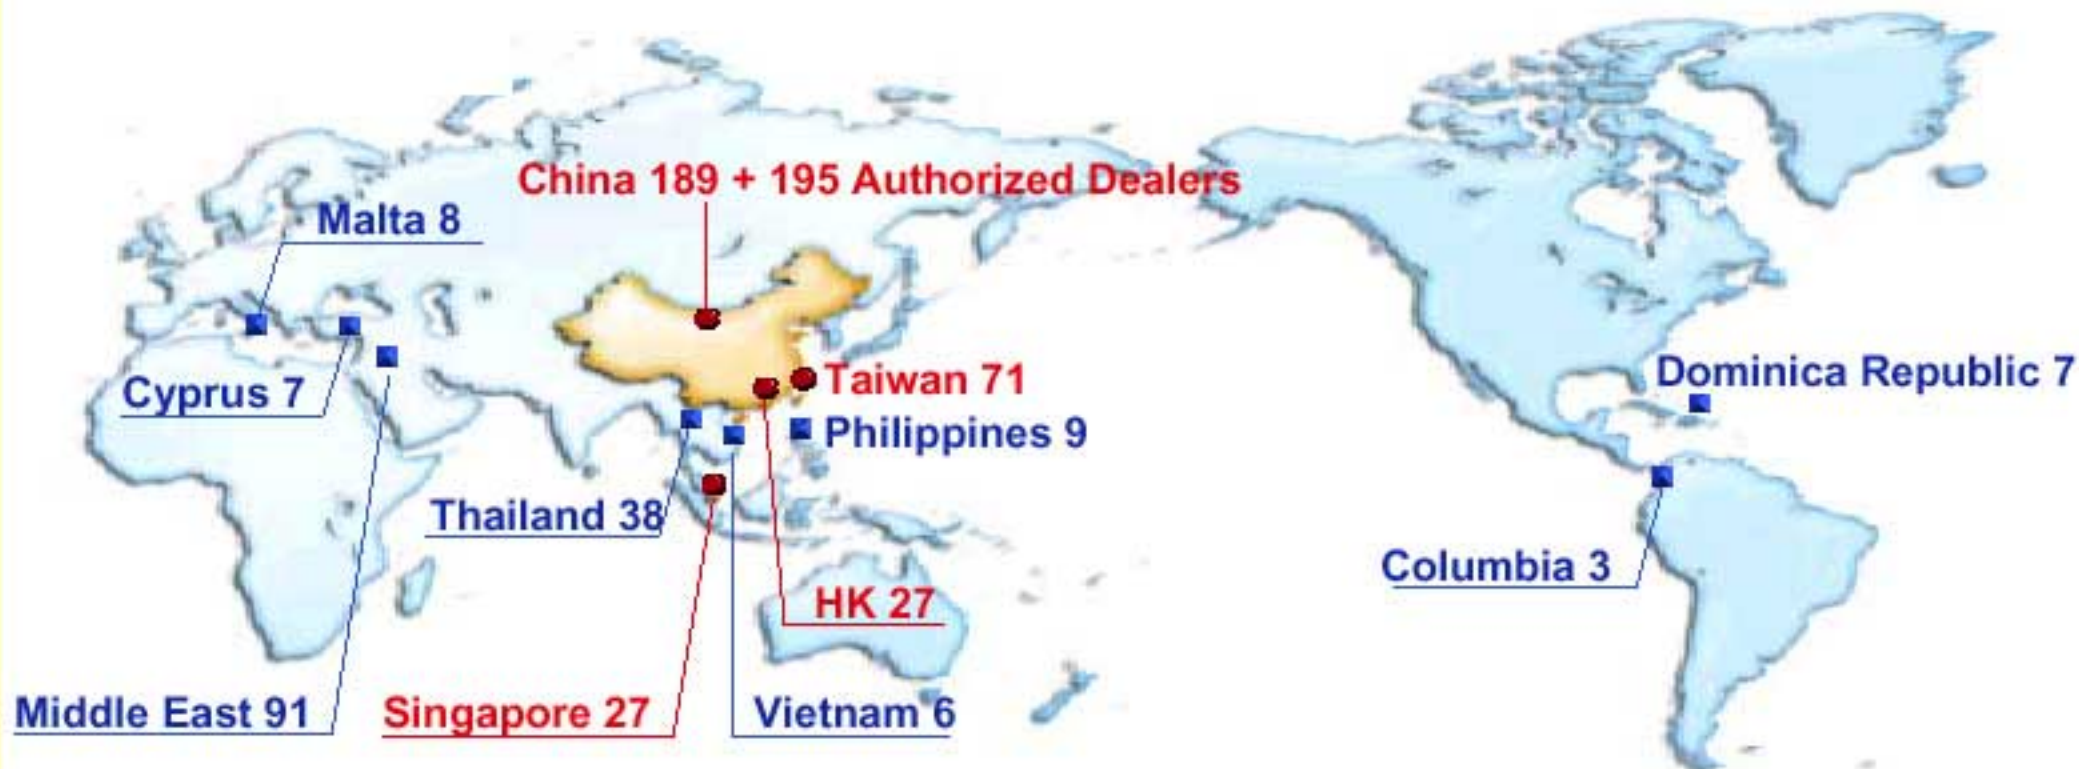 China 189 + 195 Authorized Dealers
Malta 8
Dominica Republic 7
Taiwan 71
Cyprus 7
Philippines 9
Thailand 38
Columbia 3
HK 27
Middle East 91
Singapore 27
Vietnam 6